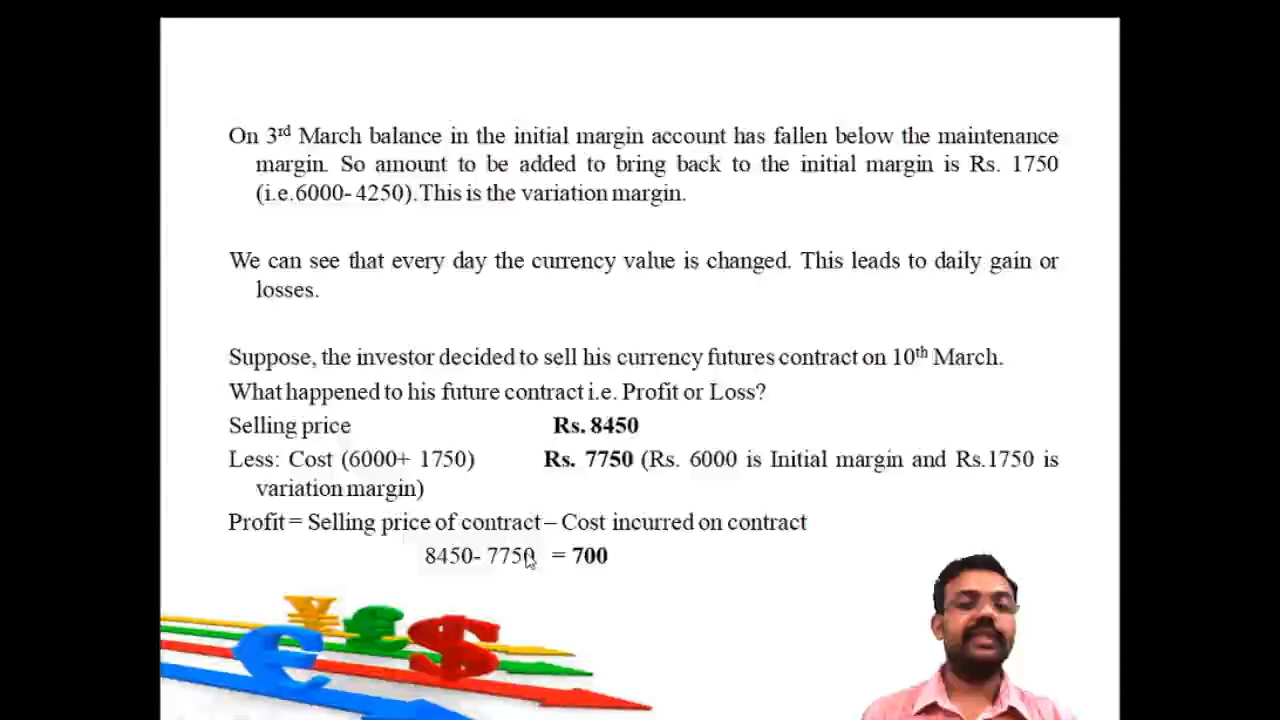 On 3rd March balance in the initial margin account has fallen below the maintenance
margin. So amount to be added to bring back to the initial margin is Rs. 1750
(i.e.6000- 4250).This is the variation margin.
We can see that every day the currency value is changed. This leads to daily gain or
losses.
Suppose, the investor decided to sell his currency futures contract on 10th March.
What happened to his future contract i.e. Profit or Loss?
Selling price Rs. 8450
Less: Cost (6000+ 1750) Rs. 7750 (Rs. 6000 is Initial margin and Rs.1750 is
variation margin)
Profit = Selling price of contract – Cost incurred on contract
8450- 7750 = 700